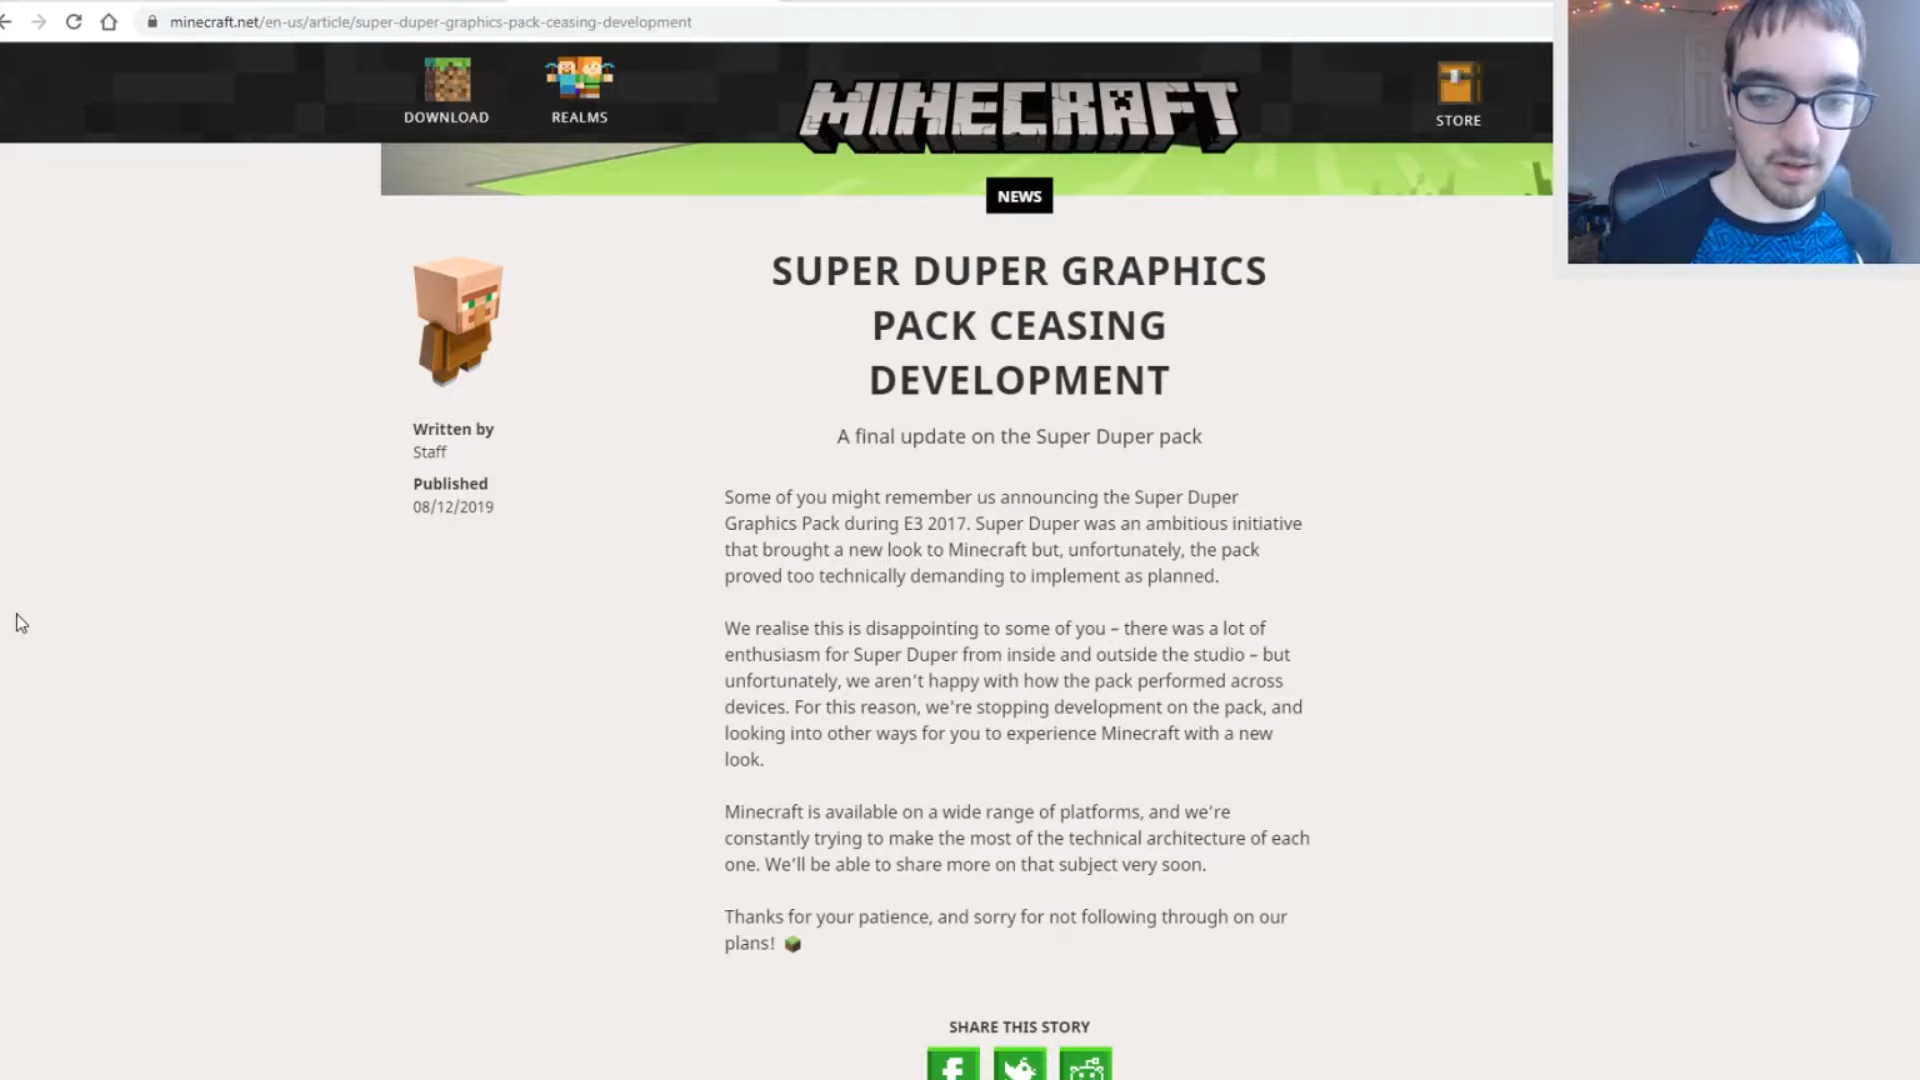 minecraft.net/en-us/article/super-duper-graphics-pack-ceasing-development
DOWNLOAD
REALMS
MINECRAFT
STORE
NEWS
SUPER DUPER GRAPHICS
PACK CEASING
DEVELOPMENT
A final update on the Super Duper pack
Written by
Staff
Published
08/12/2019
Some of you might remember us announcing the Super Duper
Graphics Pack during E3 2017. Super Duper was an ambitious initiative
that brought a new look to Minecraft but, unfortunately, the pack
proved too technically demanding to implement as planned.
We realise this is disappointing to some of you – there was a lot of
enthusiasm for Super Duper from inside and outside the studio – but
unfortunately, we aren't happy with how the pack performed across
devices. For this reason, we're stopping development on the pack, and
looking into other ways for you to experience Minecraft with a new
look.
Minecraft is available on a wide range of platforms, and we're
constantly trying to make the most of the technical architecture of each
one. We'll be able to share more on that subject very soon.
Thanks for your patience, and sorry for not following through on our
plans!
SHARE THIS STORY